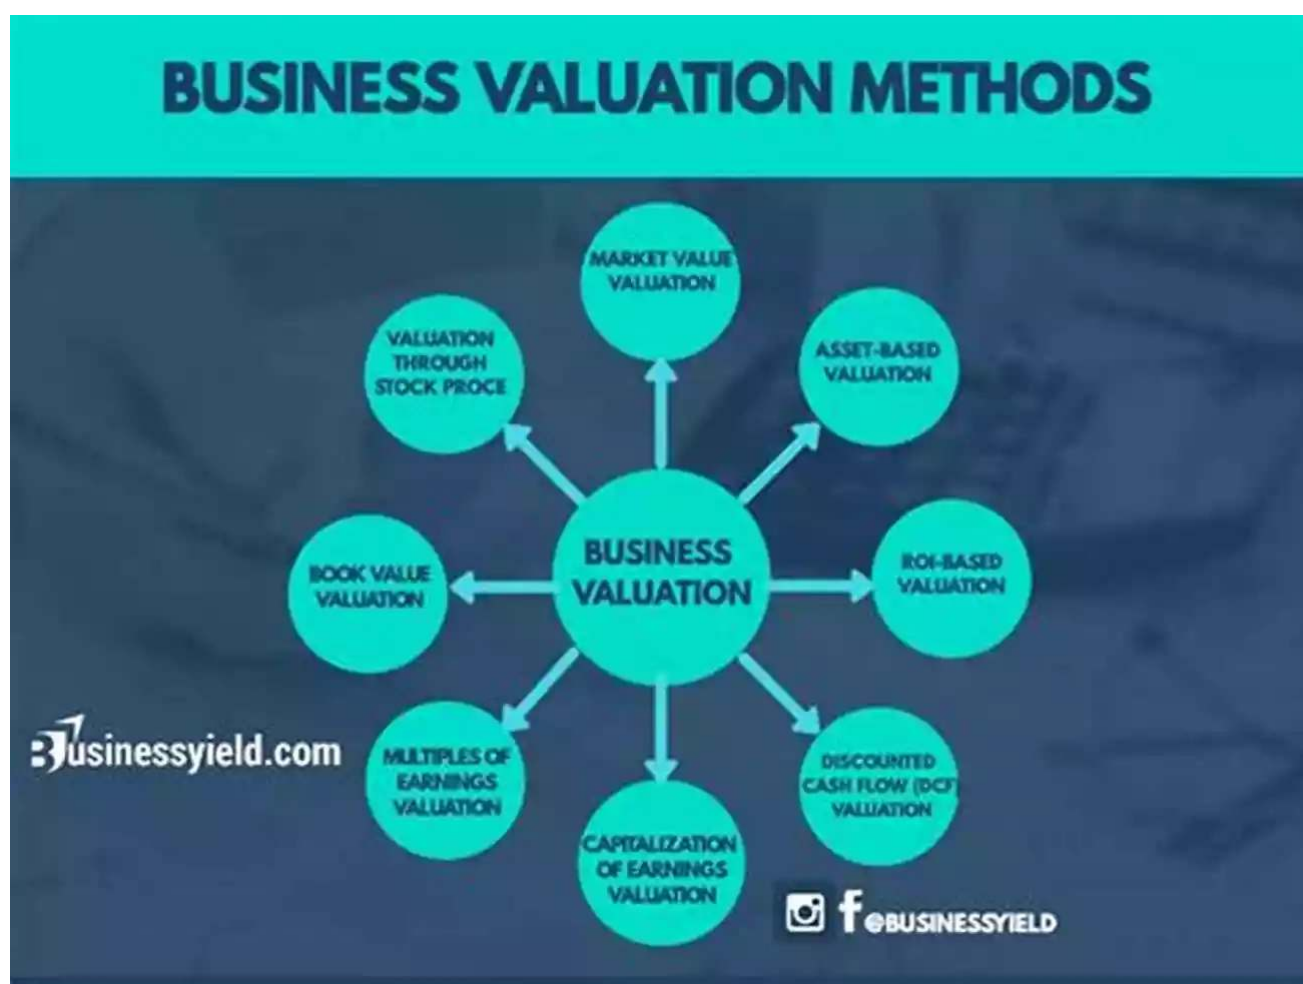 BUSINESS VALUATION METHODS
MARKET VALUE
VALUATION
ASSET-BASED
VALUATION
ROI-BASED
VALUATION
DISCOUNTED
CASH FLOW (DCF)
VALUATION
CAPITALIZATION
OF EARNINGS
VALUATION
MULTIPLES OF
EARNINGS
VALUATION
BOOK VALUE
VALUATION
VALUATION
THROUGH
STOCK PROCE
BUSINESS
VALUATION
Businessyield.com
@BUSINESSYIELD